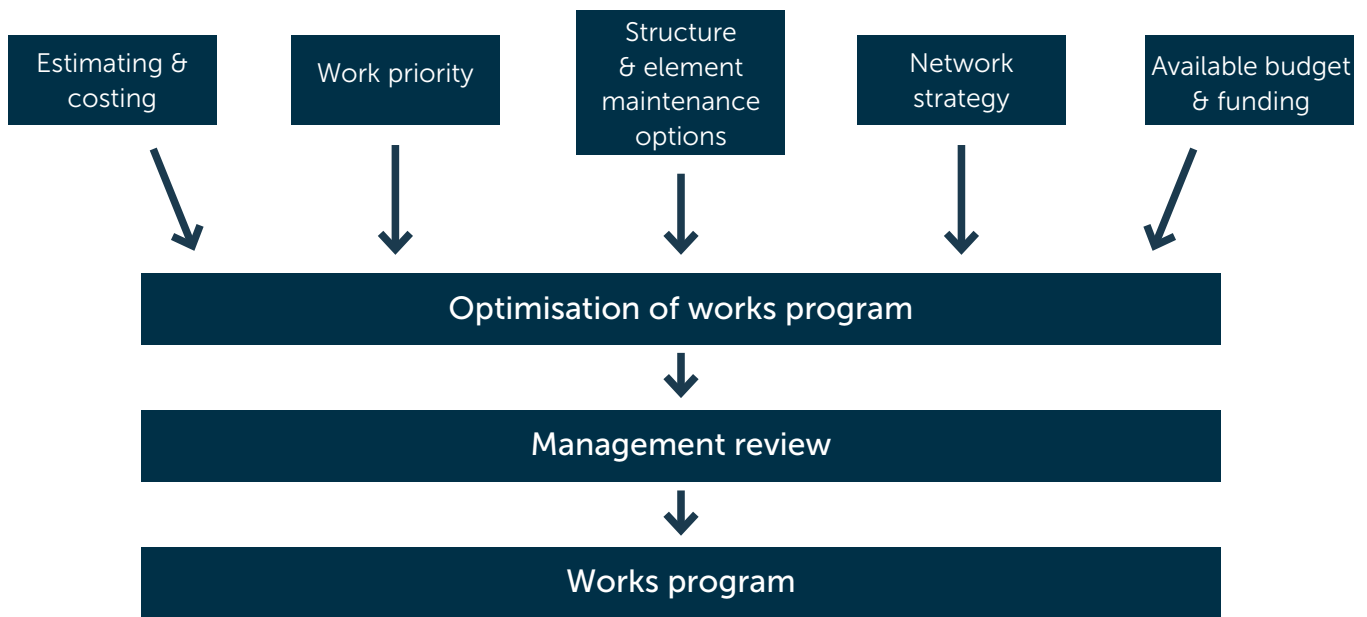 Estimating &
costing
Work priority
Structure
& element
maintenance
options
Network
strategy
Available budget
& funding
Optimisation of works program
Management review
Works program